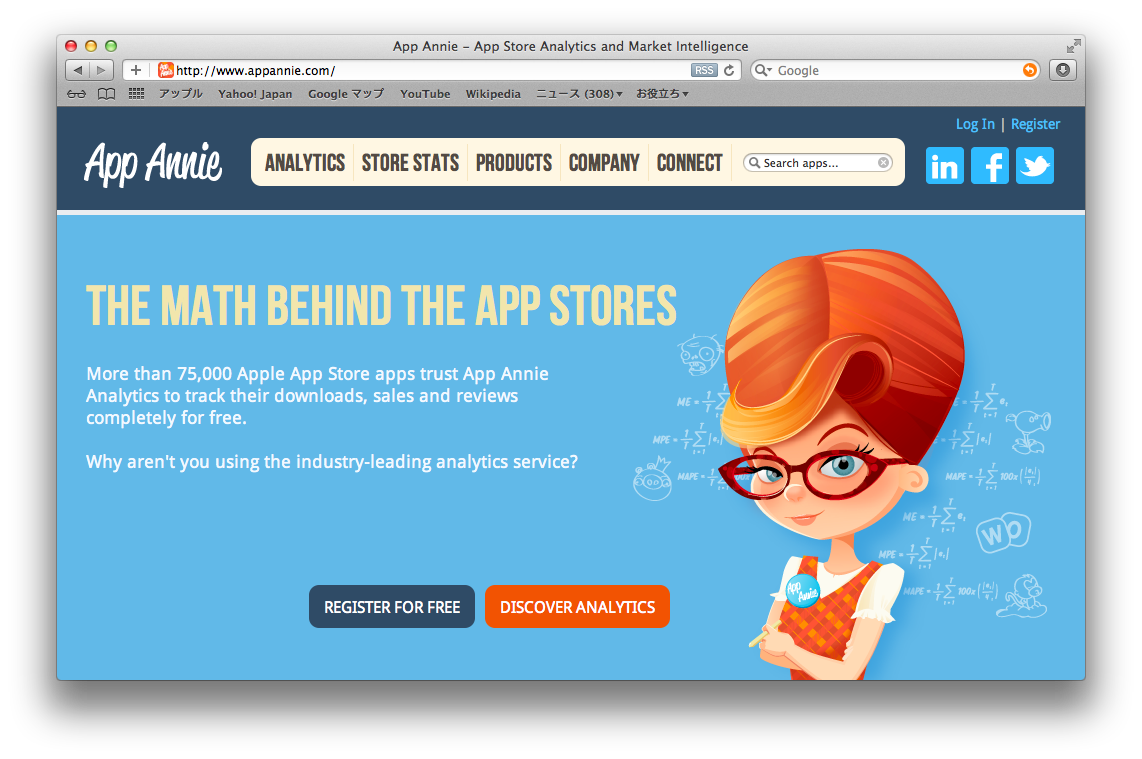 App Annie – App Store Analytics and Market Intelligence
http://www.appannie.com/
RSS
Google
アップル
Yahoo! Japan
Google マップ
YouTube
Wikipedia
ニュース (308)
お役立ち
Log In | Register
App Annie
ANALYTICS
STORE STATS
PRODUCTS
COMPANY
CONNECT
Search apps...
in
f
THE MATH BEHIND THE APP STORES
More than 75,000 Apple App Store apps trust App Annie
Analytics to track their downloads, sales and reviews
completely for free.
Why aren't you using the industry-leading analytics service?
REGISTER FOR FREE
DISCOVER ANALYTICS
App Annie